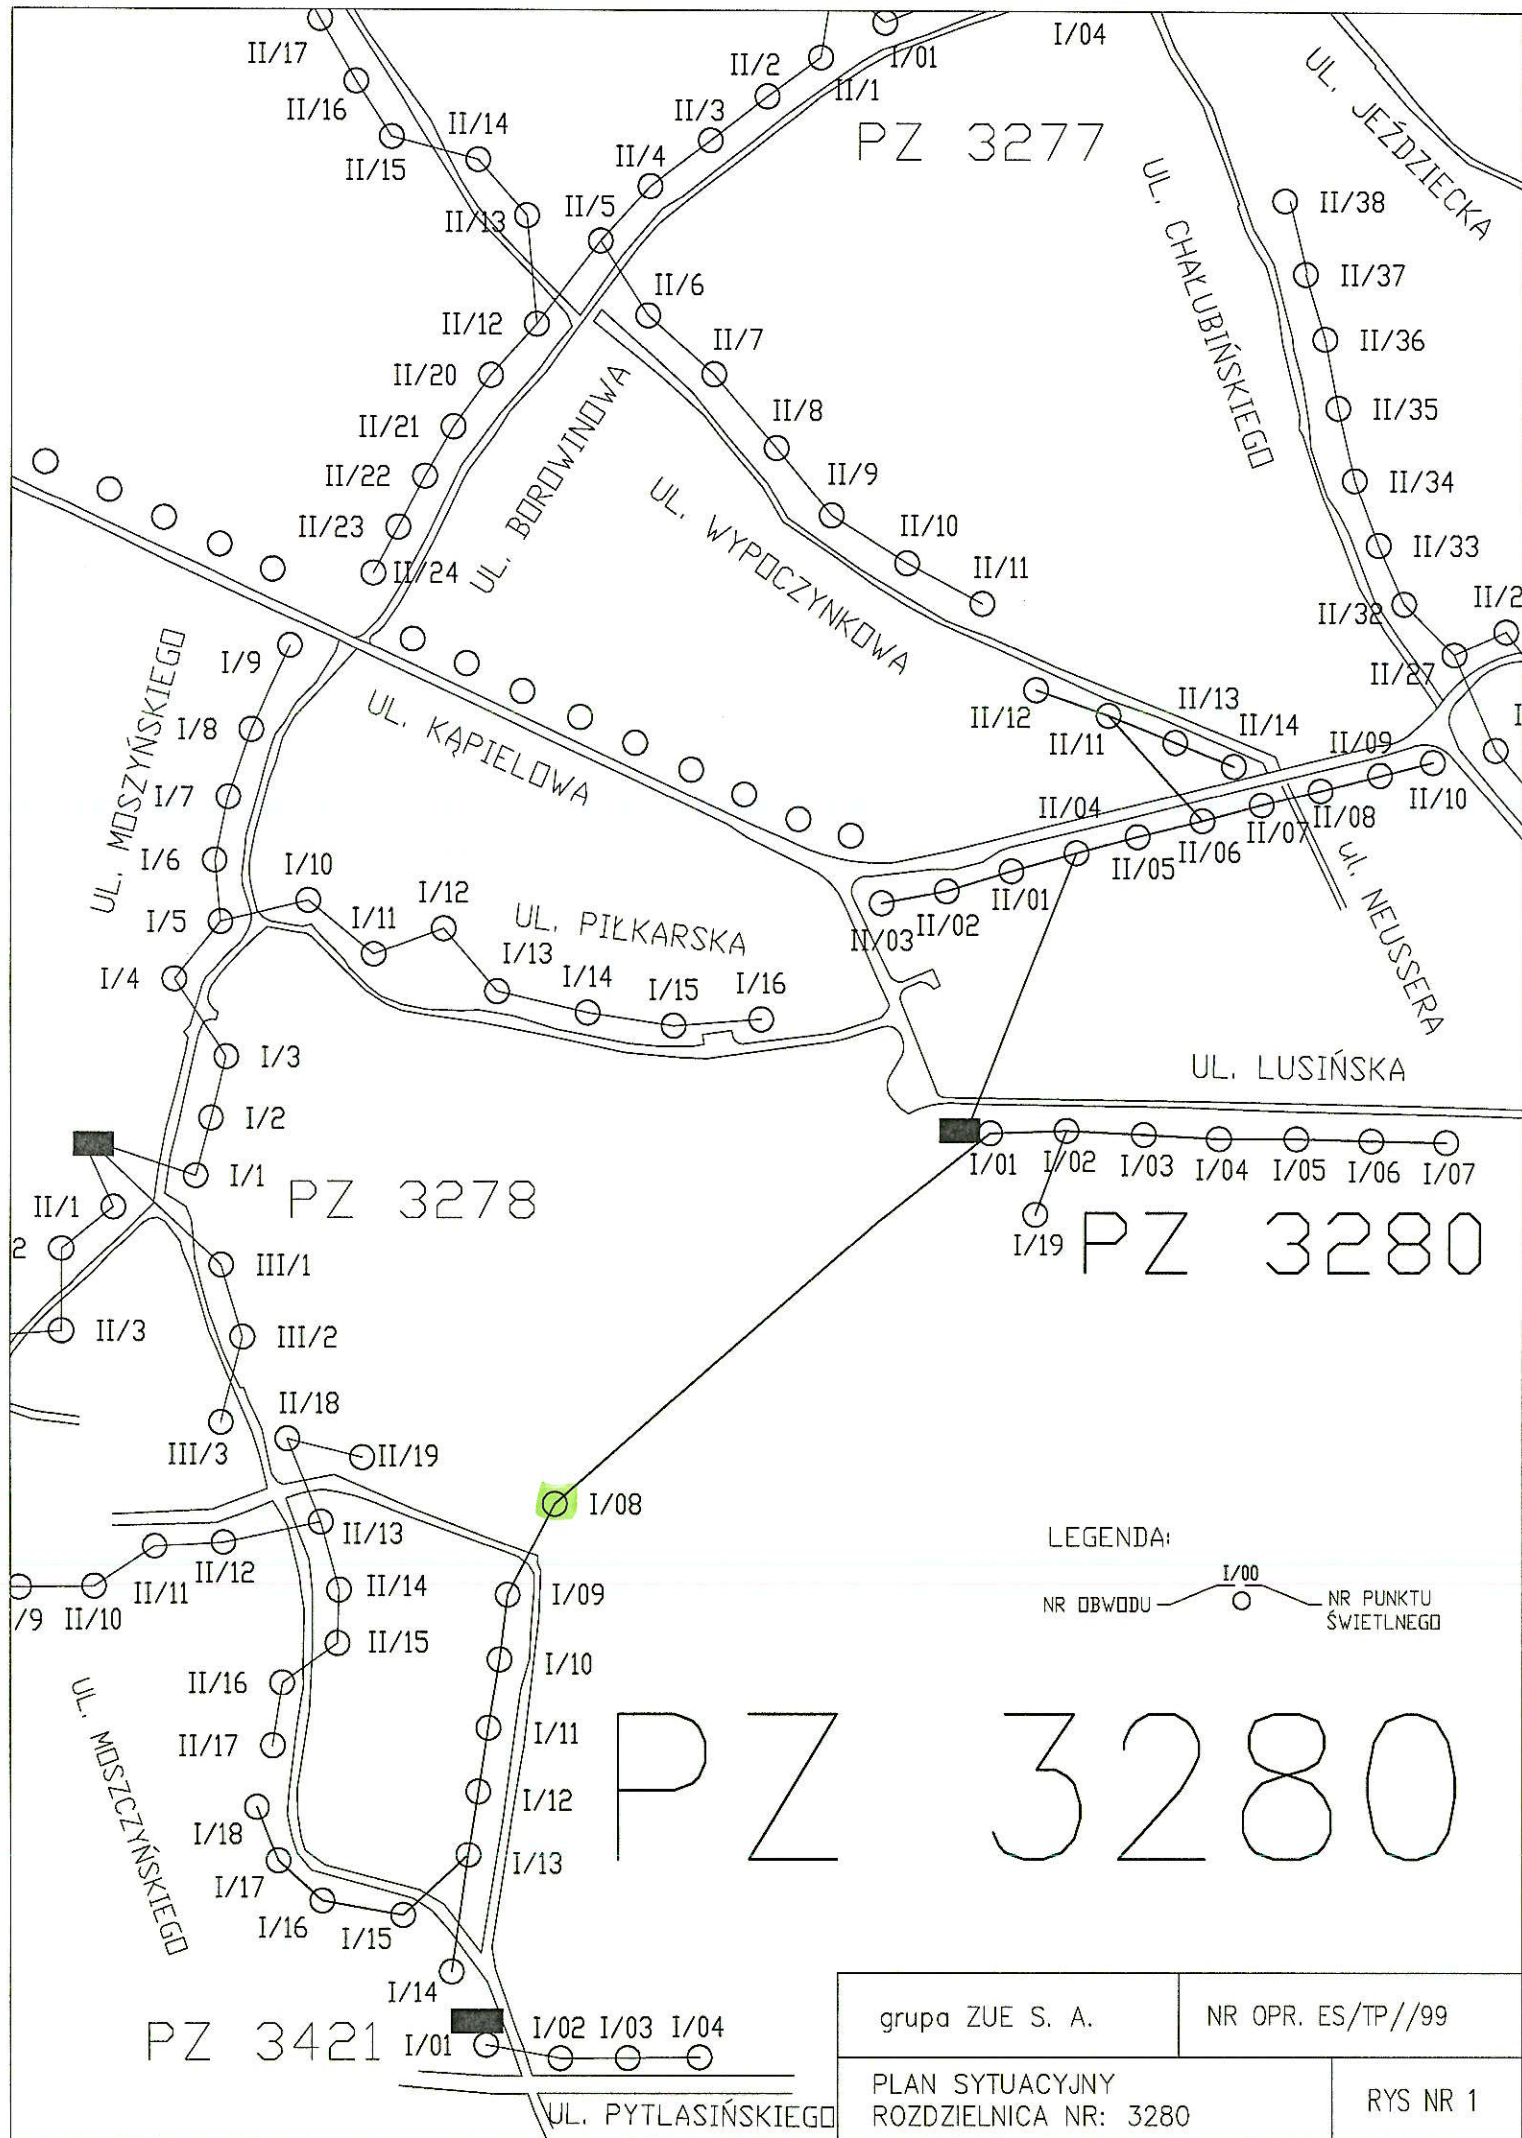 II/17
I/01
I/04
II/2
II/1
II/16
II/3
II/14
PZ 3277
UL. JEŹDZIECKA
II/15
II/4
II/13
II/5
UL. CHAŁUBIŃSKIEGO
II/38
II/37
II/6
II/12
II/36
II/7
II/20
II/35
II/21
II/8
UL. BOROWINOWA
II/22
II/9
II/34
UL. WYPOCZYNKOWA
II/23
II/10
II/33
II/24
II/11
II/32
II/2
UL. MOSZYŃSKIEGO
I/9
II/27
UL. KĄPIELOWA
II/12
II/13
I/8
II/11
II/14
II/09
I/7
II/10
II/04
II/08
II/07
II/06
II/05
I/6
ul. NEUSSERA
II/01
I/10
II/02
I/12
UL. PIŁKARSKA
II/03
I/5
I/11
I/13
I/4
I/14
I/15
I/16
I/3
UL. LUSIŃSKA
I/2
I/01
I/02
I/03
I/04
I/05
I/06
I/07
I/1
PZ 3278
II/1
I/19
PZ 3280
2
III/1
II/3
III/2
II/18
III/3
II/19
I/08
II/13
LEGENDA:
II/12
I/00
II/11
II/14
I/09
NR OBWODU
NR PUNKTU
ŚWIETLNEGO
/9
II/10
II/15
I/10
II/16
UL. MOSZCZYŃSKIEGO
I/11
II/17
PZ 3280
I/12
I/18
I/13
I/17
I/16
I/15
I/14
PZ 3421
I/01
I/02
I/03
I/04
UL. PYTLASIŃSKIEGO
grupa ZUE S. A.
NR OPR. ES/TP//99
PLAN SYTUACYJNY
ROZDZIELNICA NR: 3280
RYS NR 1